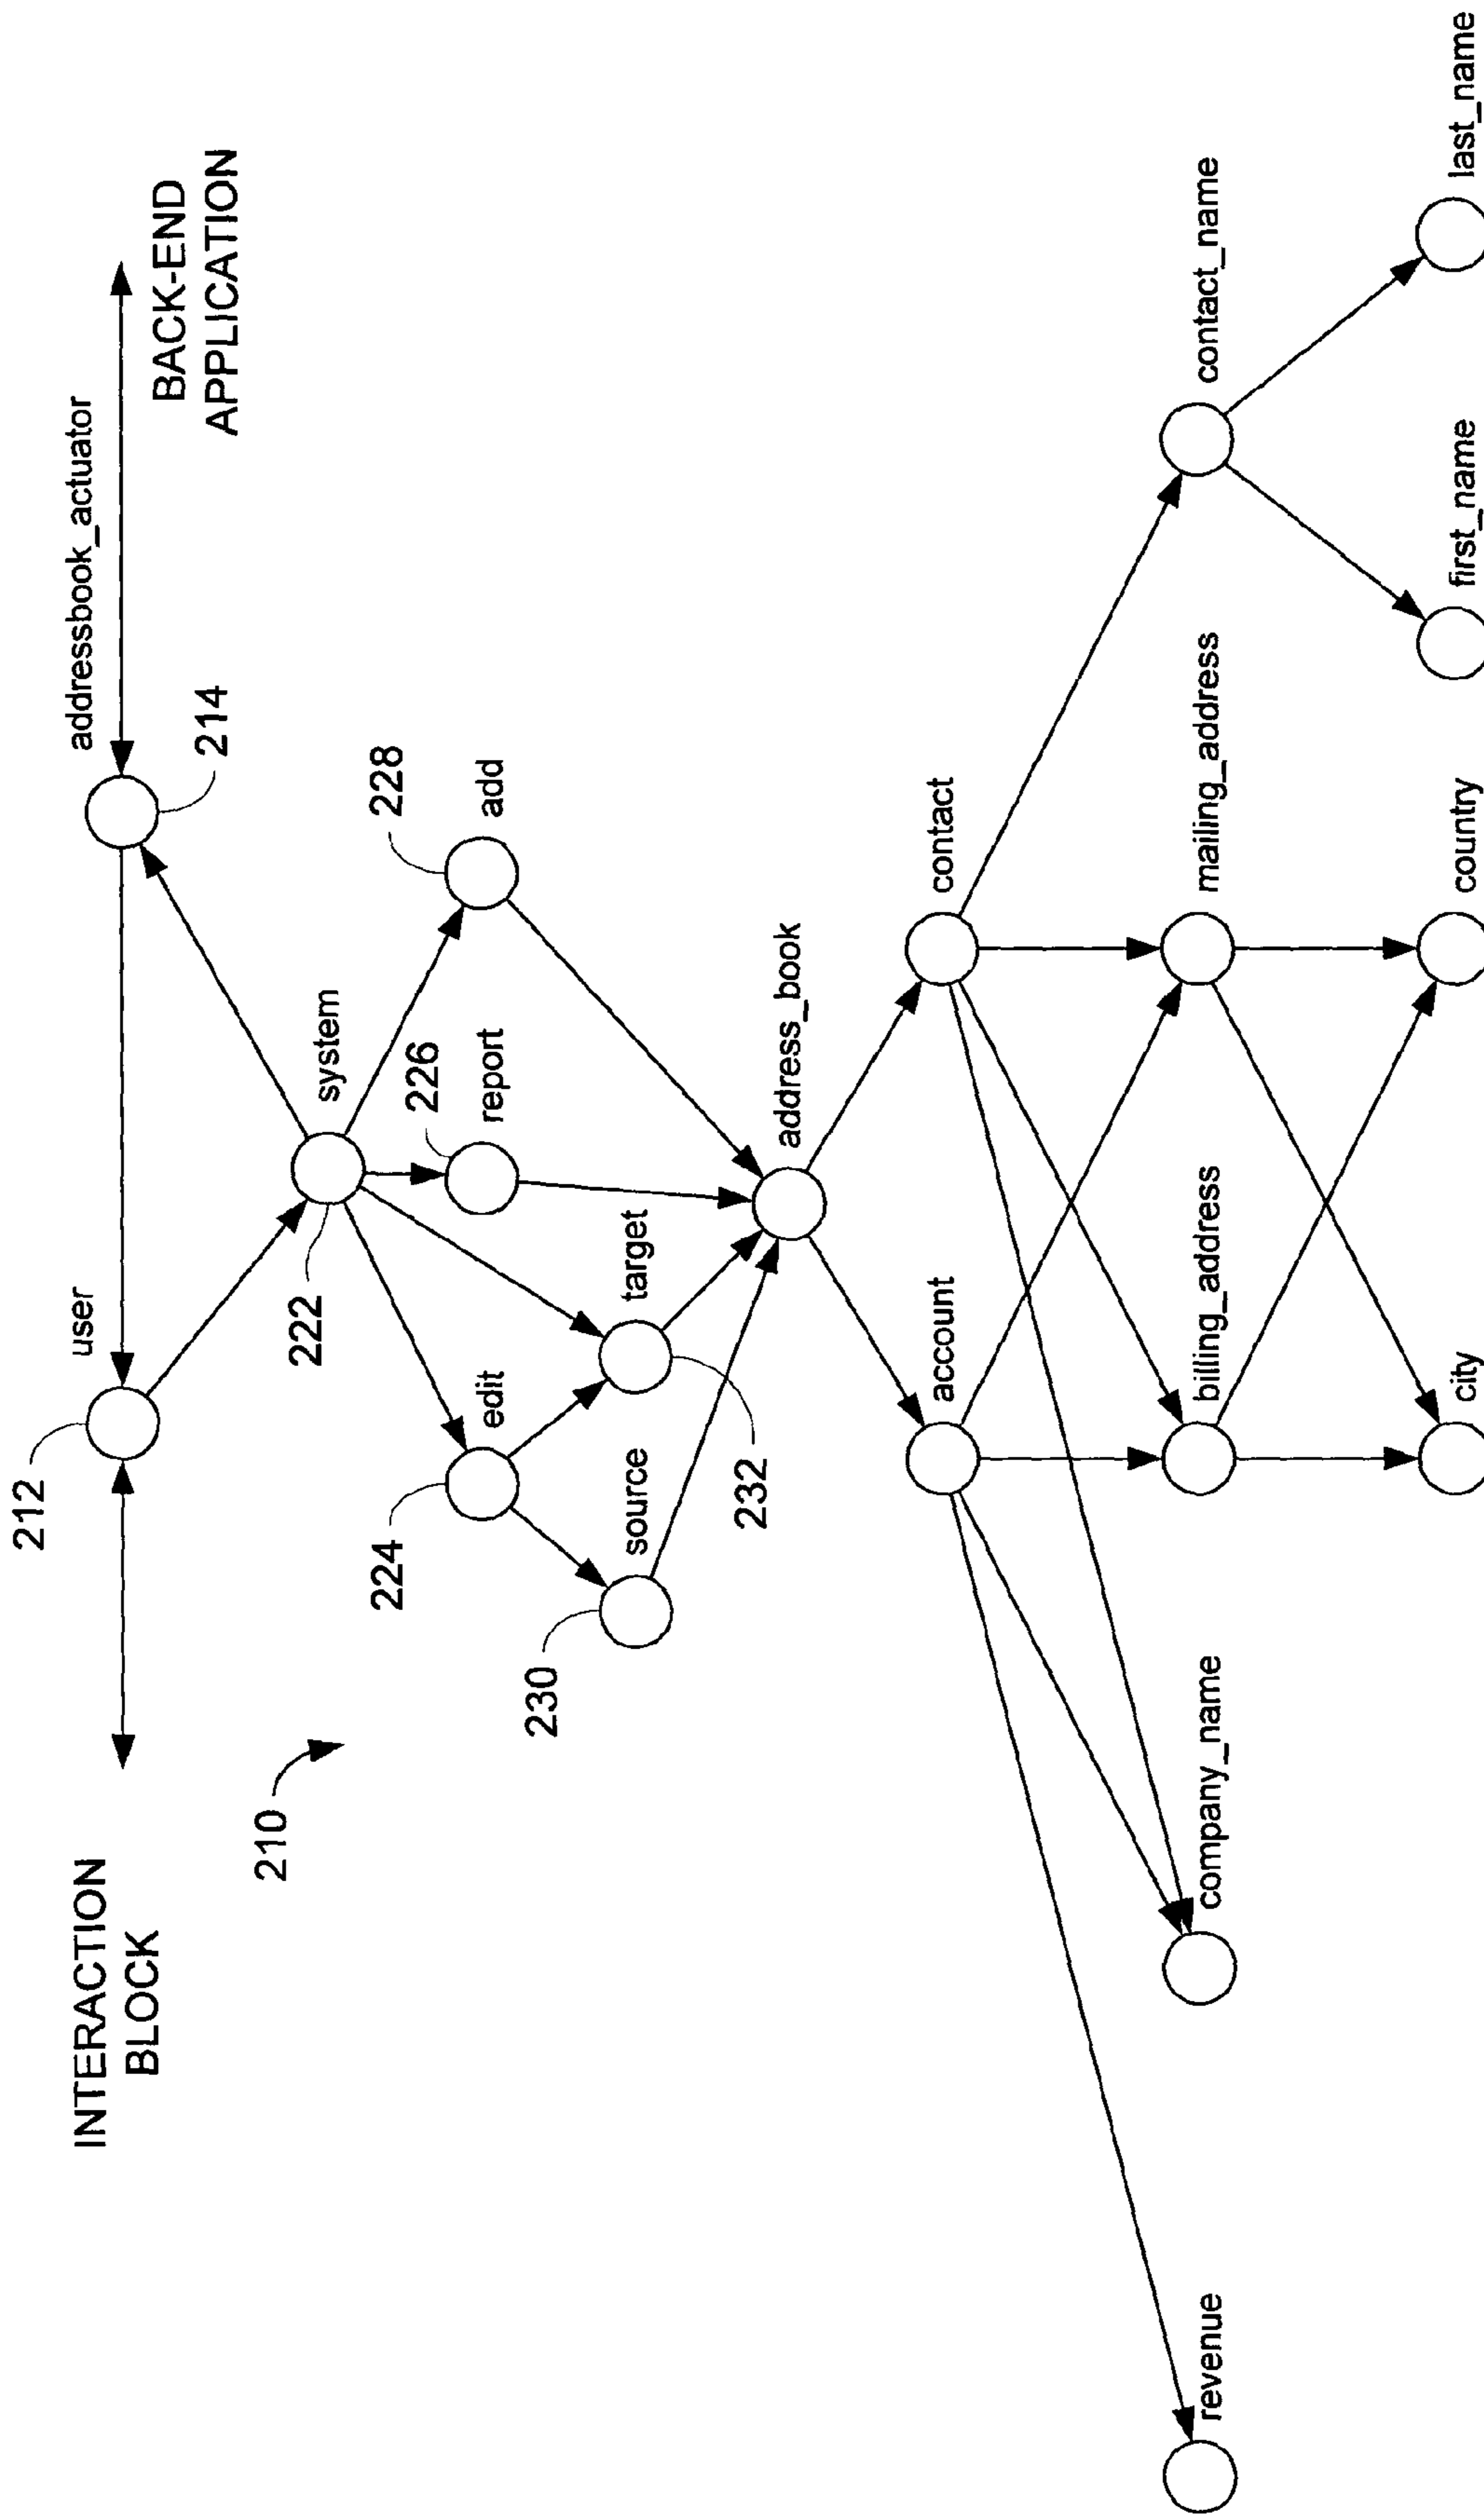 INTERACTION
BLOCK
212
user
addressbook_actuator
214
BACK-END
APPLICATION
210
222
system
224
edit
226
report
228
add
230
source
target
232
address_book
account
contact
revenue
company_name
billing_address
mailing_address
contact_name
city
country
first_name
last_name